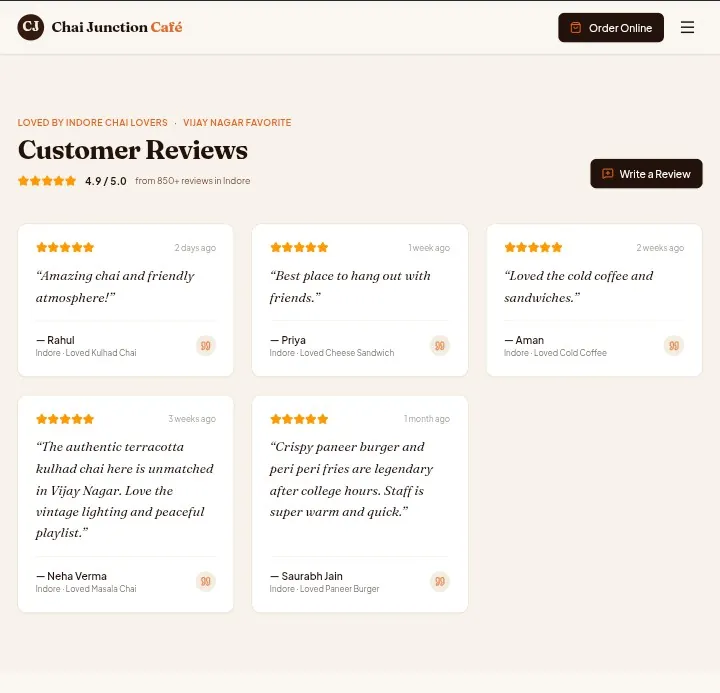 CJ Chai Junction Café
Order Online
LOVED BY INDORE CHAI LOVERS · VIJAY NAGAR FAVORITE
Customer Reviews
4.9 / 5.0 from 850+ reviews in Indore
Write a Review
2 days ago
“Amazing chai and friendly
atmosphere!”
— Rahul
Indore · Loved Kulhad Chai
1 week ago
“Best place to hang out with
friends.”
— Priya
Indore · Loved Cheese Sandwich
2 weeks ago
“Loved the cold coffee and
sandwiches.”
— Aman
Indore · Loved Cold Coffee
3 weeks ago
“The authentic terracotta
kulhad chai here is unmatched
in Vijay Nagar. Love the
vintage lighting and peaceful
playlist.”
— Neha Verma
Indore · Loved Masala Chai
1 month ago
“Crispy paneer burger and
peri peri fries are legendary
after college hours. Staff is
super warm and quick.”
— Saurabh Jain
Indore · Loved Paneer Burger